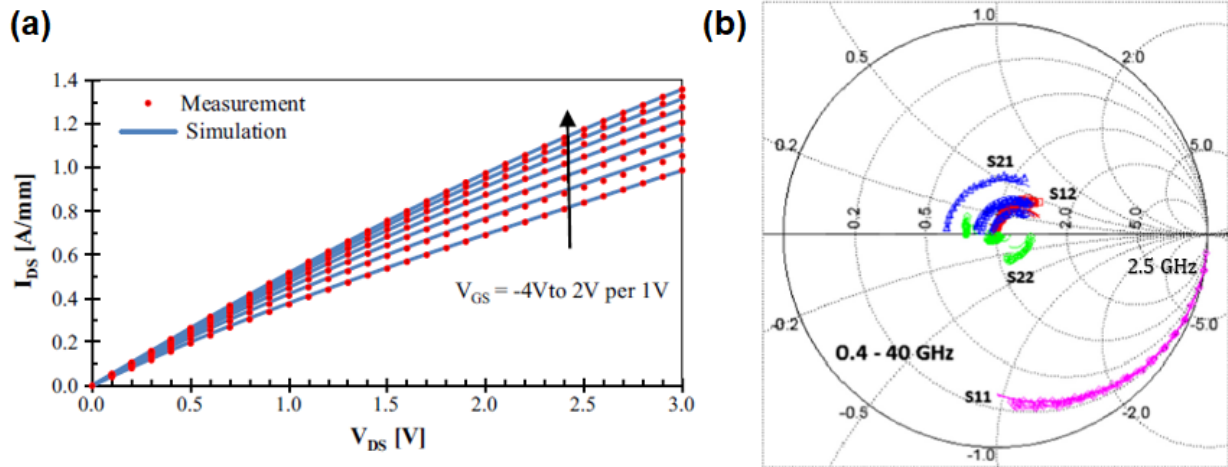 (a)
1.4
1.2
1.0
0.8
0.6
0.4
0.2
0.0
I_DS [A/mm]
Measurement
Simulation
V_GS = -4Vto 2V per 1V
0.0 0.5 1.0 1.5 2.0 2.5 3.0
V_DS [V]
(b)
1.0
0.5 2.0
0.2 5.0
S21
S12
0.2 0.5 2.0 5.0
S22
2.5 GHz
-0.2 -5.0
0.4 - 40 GHz
S11
-0.5 -2.0
-1.0